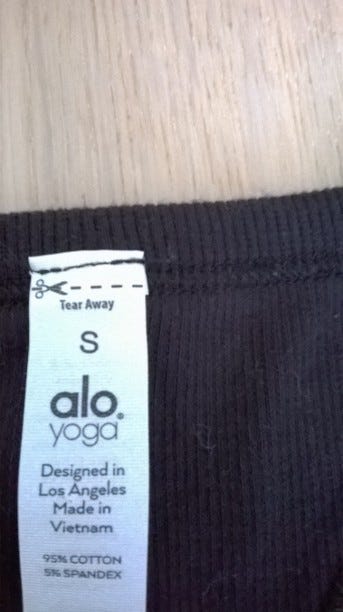 Tear Away
S
alo®
yoga
Designed in
Los Angeles
Made in
Vietnam
95% COTTON
5% SPANDEX